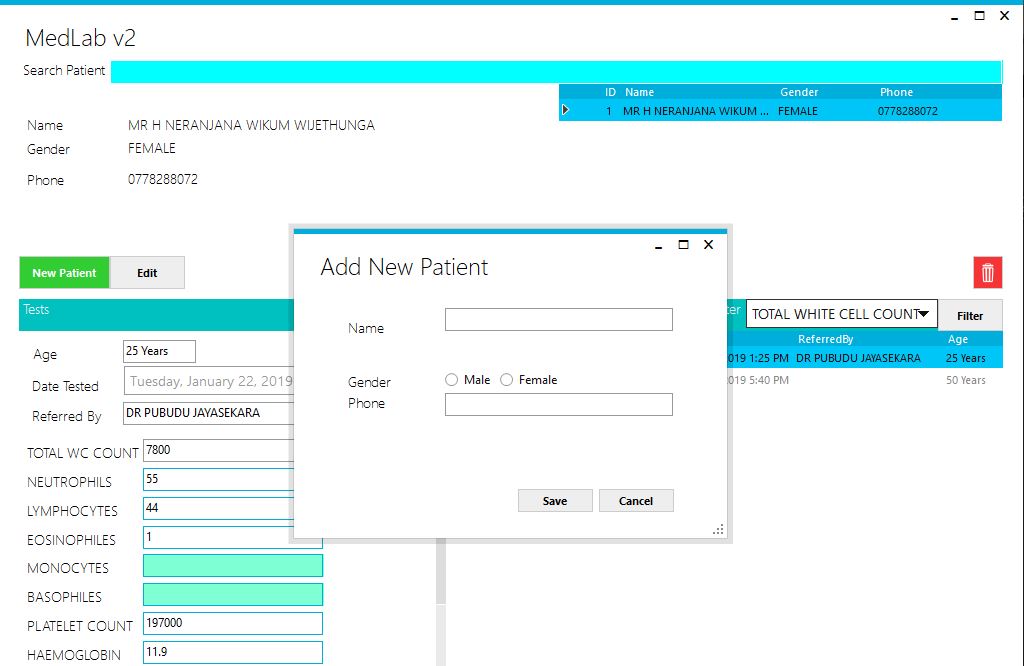 MedLab v2
Search Patient
ID Name Gender Phone
1 MR H NERANJANA WIKUM ... FEMALE 0778288072
Name MR H NERANJANA WIKUM WIJETHUNGA
Gender FEMALE
Phone 0778288072
New Patient Edit
Add New Patient
Name
Gender Male Female
Phone
Save Cancel
Tests
TOTAL WHITE CELL COUNT Filter
ReferredBy Age
019 1:25 PM DR PUBUDU JAYASEKARA 25 Years
019 5:40 PM 50 Years
Age 25 Years
Date Tested Tuesday, January 22, 2019
Referred By DR PUBUDU JAYASEKARA
TOTAL WC COUNT 7800
NEUTROPHILS 55
LYMPHOCYTES 44
EOSINOPHILES 1
MONOCYTES
BASOPHILES
PLATELET COUNT 197000
HAEMOGLOBIN 11.9